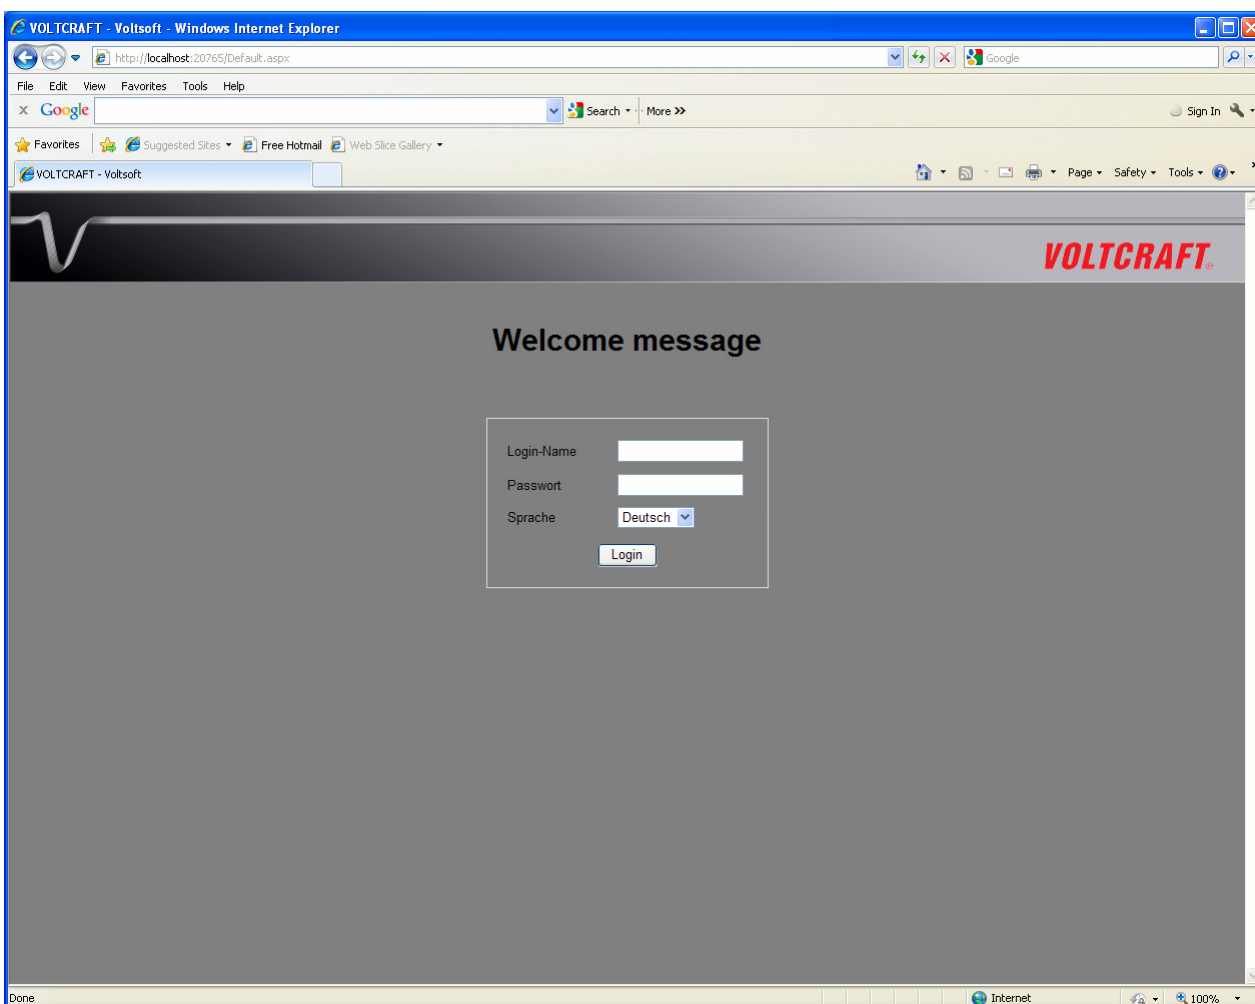 VOLTCRAFT - Voltsoft - Windows Internet Explorer
http://localhost:20765/Default.aspx
Google
File Edit View Favorites Tools Help
x Google Search More >> Sign In
Favorites Suggested Sites Free Hotmail Web Slice Gallery
VOLTCRAFT - Voltsoft Page Safety Tools
VOLTCRAFT®
Welcome message
Login-Name
Passwort
Sprache Deutsch
Login
Done Internet 100%